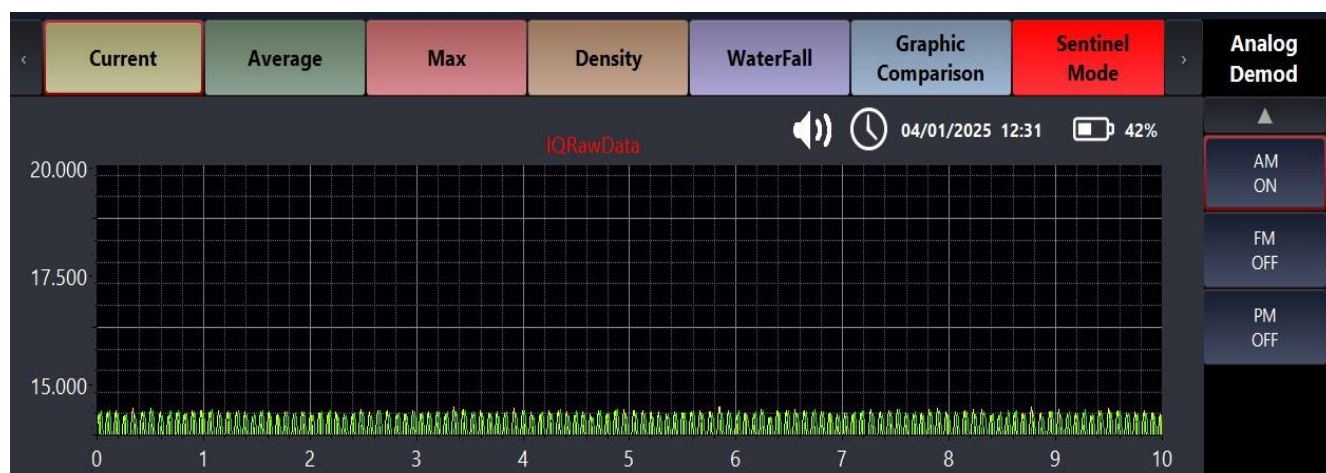 ‹
Current
Average
Max
Density
WaterFall
Graphic
Comparison
Sentinel
Mode
›
Analog
Demod
IQRawData
04/01/2025 12:31
42%
AM
ON
FM
OFF
PM
OFF
20.000
17.500
15.000
0 1 2 3 4 5 6 7 8 9 10